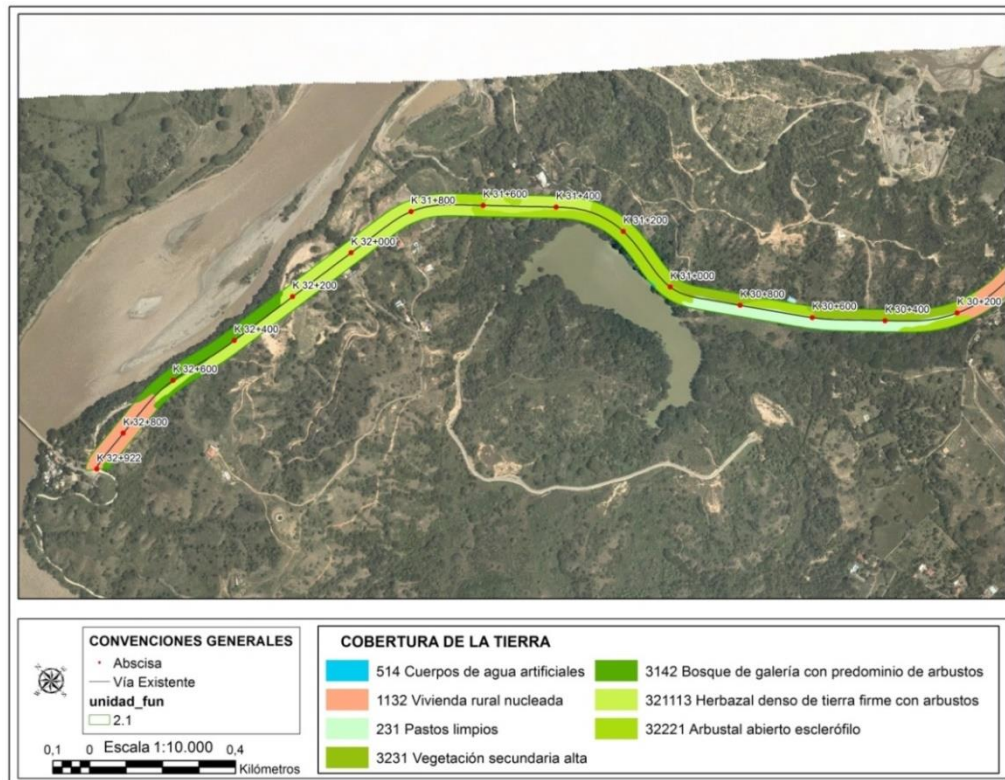 K 31+800
K 31+600
K 31+400
K 31+200
K 32+000
K 32+200
K 31+000
K 30+800
K 30+600
K 30+400
K 30+200
K 32+400
K 32+600
K 32+800
K 32+922
CONVENCIONES GENERALES
Abscisa
Vía Existente
unidad_fun
2.1
0,1 0 Escala 1:10.000 0,4
Kilómetros
COBERTURA DE LA TIERRA
514 Cuerpos de agua artificiales
1132 Vivienda rural nucleada
231 Pastos limpios
3231 Vegetación secundaria alta
3142 Bosque de galería con predominio de arbustos
321113 Herbazal denso de tierra firme con arbustos
32221 Arbustal abierto esclerófilo